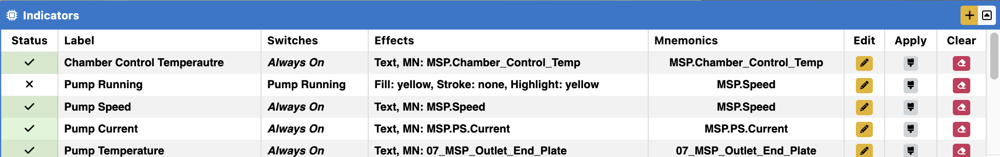 Indicators
Status Label Switches Effects Mnemonics Edit Apply Clear
Chamber Control Temperautre Always On Text, MN: MSP.Chamber_Control_Temp MSP.Chamber_Control_Temp
Pump Running Pump Running Fill: yellow, Stroke: none, Highlight: yellow MSP.Speed
Pump Speed Always On Text, MN: MSP.Speed MSP.Speed
Pump Current Always On Text, MN: MSP.PS.Current MSP.PS.Current
Pump Temperature Always On Text, MN: 07_MSP_Outlet_End_Plate 07_MSP_Outlet_End_Plate